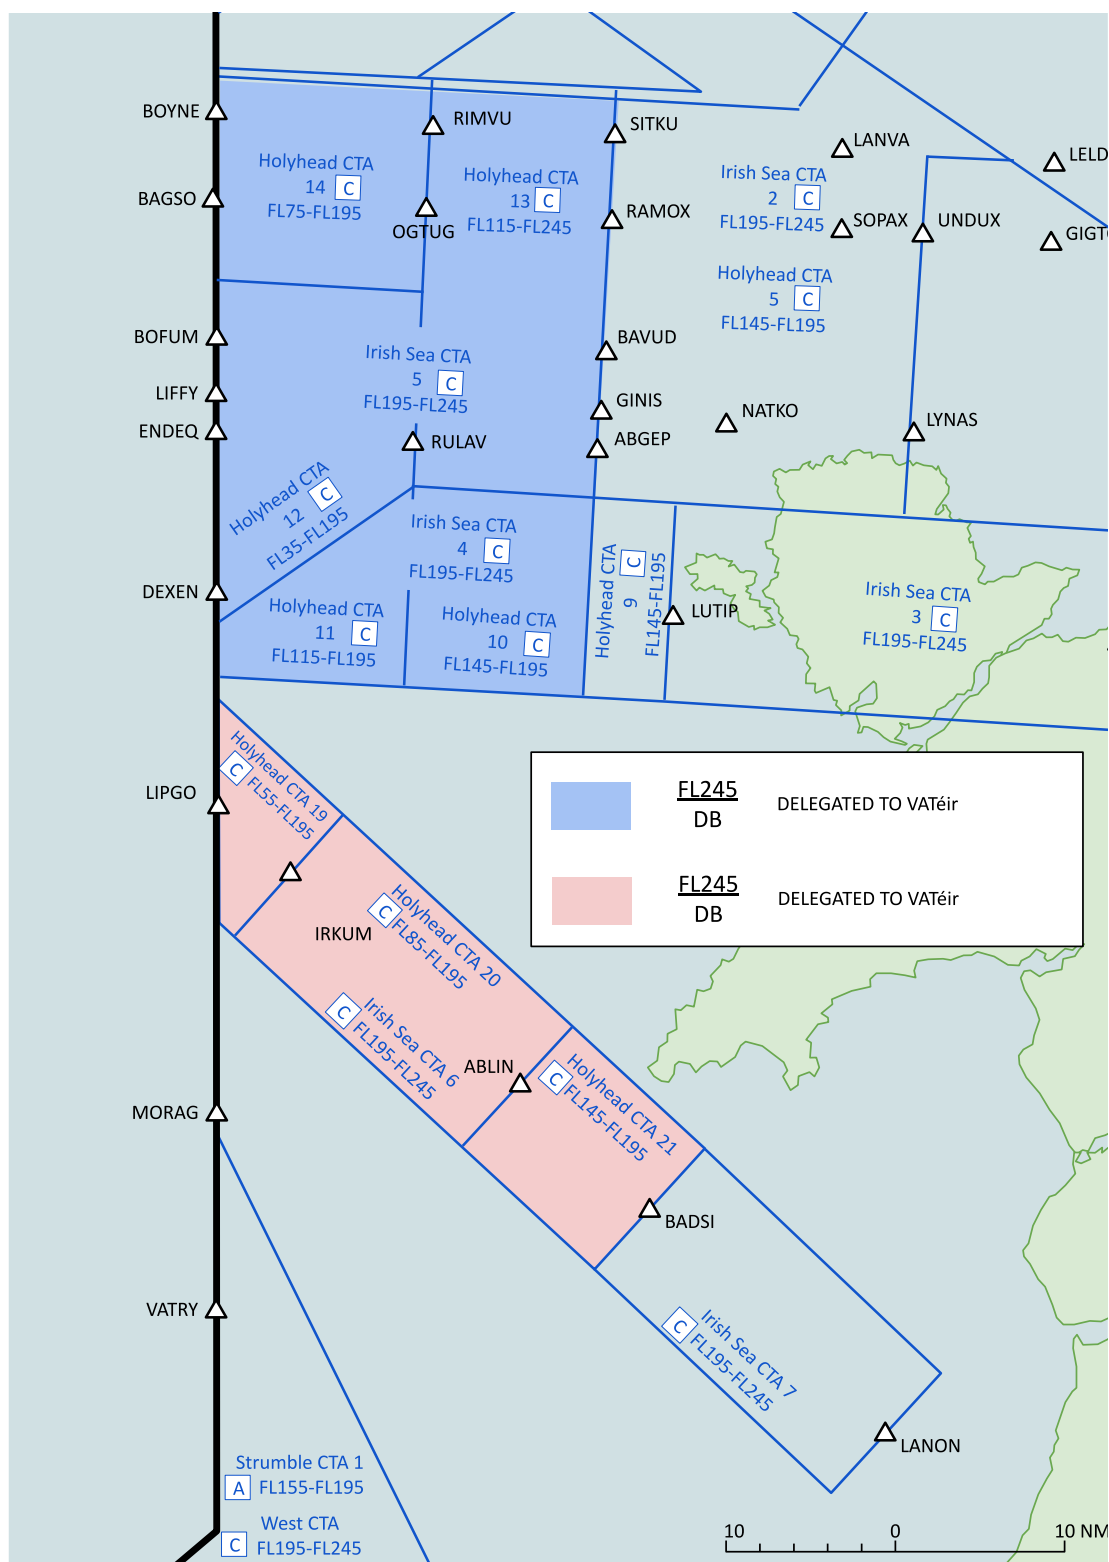 BOYNE
RIMVU
SITKU
LANVA
LELD
Holyhead CTA
14 C
FL75-FL195
Holyhead CTA
13 C
FL115-FL245
Irish Sea CTA
2 C
FL195-FL245
BAGSO
OGTUG
RAMOX
SOPAX
UNDUX
GIGTO
Holyhead CTA
5 C
FL145-FL195
BOFUM
BAVUD
Irish Sea CTA
5 C
FL195-FL245
LIFFY
GINIS
NATKO
ENDEQ
RULAV
ABGEP
LYNAS
Holyhead CTA
12 C
FL35-FL195
Irish Sea CTA
4 C
FL195-FL245
Holyhead CTA
9 C
FL145-FL195
DEXEN
LUTIP
Irish Sea CTA
3 C
FL195-FL245
Holyhead CTA
11 C
FL115-FL195
Holyhead CTA
10 C
FL145-FL195
Holyhead CTA 19
C FL55-FL195
LIPGO
FL245
DB
DELEGATED TO VATéir
FL245
DB
DELEGATED TO VATéir
IRKUM
Holyhead CTA 20
C FL85-FL195
Irish Sea CTA 6
C FL195-FL245
ABLIN
Holyhead CTA 21
C FL145-FL195
MORAG
BADSI
VATRY
Irish Sea CTA 7
C FL195-FL245
LANON
Strumble CTA 1
A FL155-FL195
West CTA
C FL195-FL245
10 0 10 NM